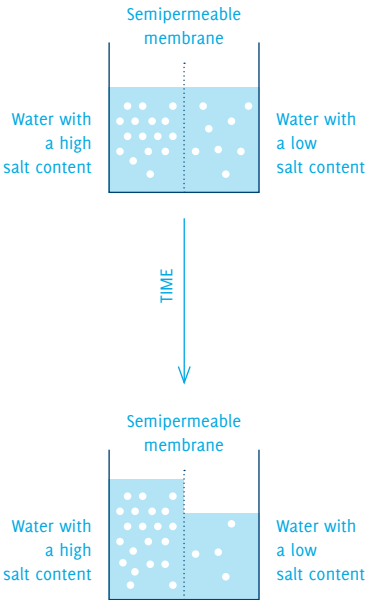 Semipermeable
membrane
Water with
a high
salt content
Water with
a low
salt content
TIME
Semipermeable
membrane
Water with
a high
salt content
Water with
a low
salt content